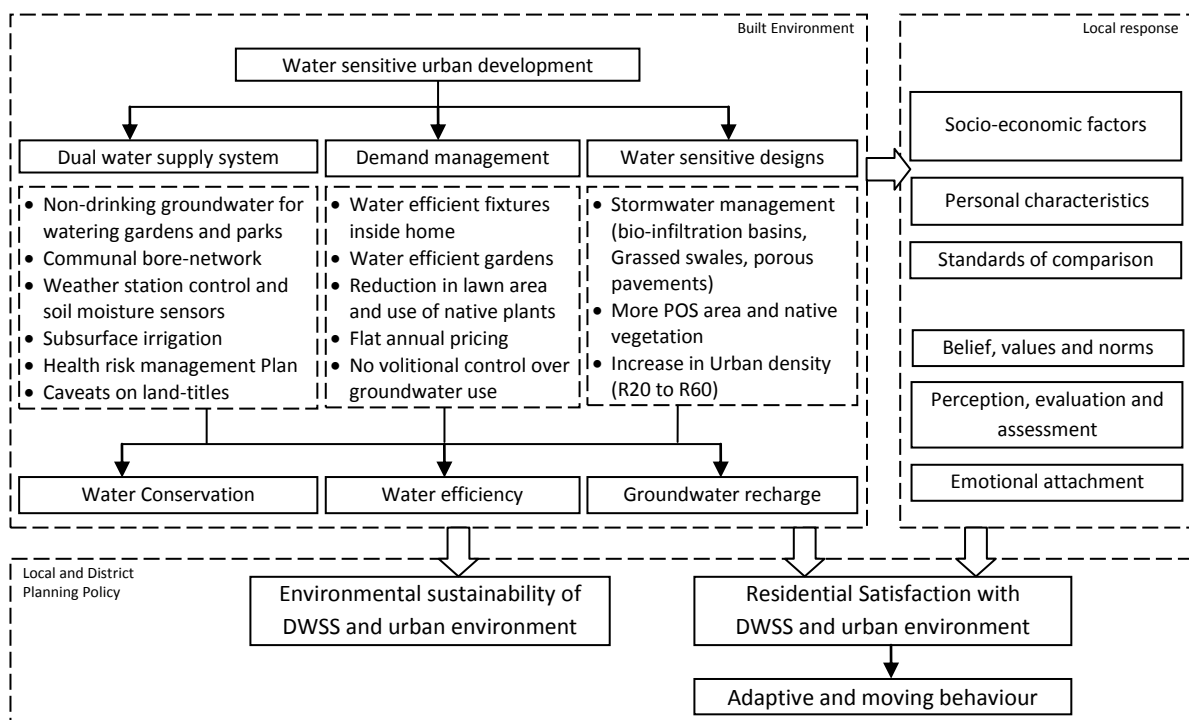 Built Environment
Local response
Water sensitive urban development
Dual water supply system
Demand management
Water sensitive designs
• Non-drinking groundwater for
watering gardens and parks
• Communal bore-network
• Weather station control and
soil moisture sensors
• Subsurface irrigation
• Health risk management Plan
• Caveats on land-titles
• Water efficient fixtures
inside home
• Water efficient gardens
• Reduction in lawn area
and use of native plants
• Flat annual pricing
• No volitional control over
groundwater use
• Stormwater management
(bio-infiltration basins,
Grassed swales, porous
pavements)
• More POS area and native
vegetation
• Increase in Urban density
(R20 to R60)
Water Conservation
Water efficiency
Groundwater recharge
Socio-economic factors
Personal characteristics
Standards of comparison
Belief, values and norms
Perception, evaluation and
assessment
Emotional attachment
Local and District
Planning Policy
Environmental sustainability of
DWSS and urban environment
Residential Satisfaction with
DWSS and urban environment
Adaptive and moving behaviour